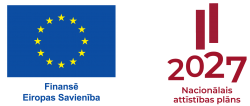 Finansē
Eiropas Savienība
2027
Nacionālais
attīstības plāns